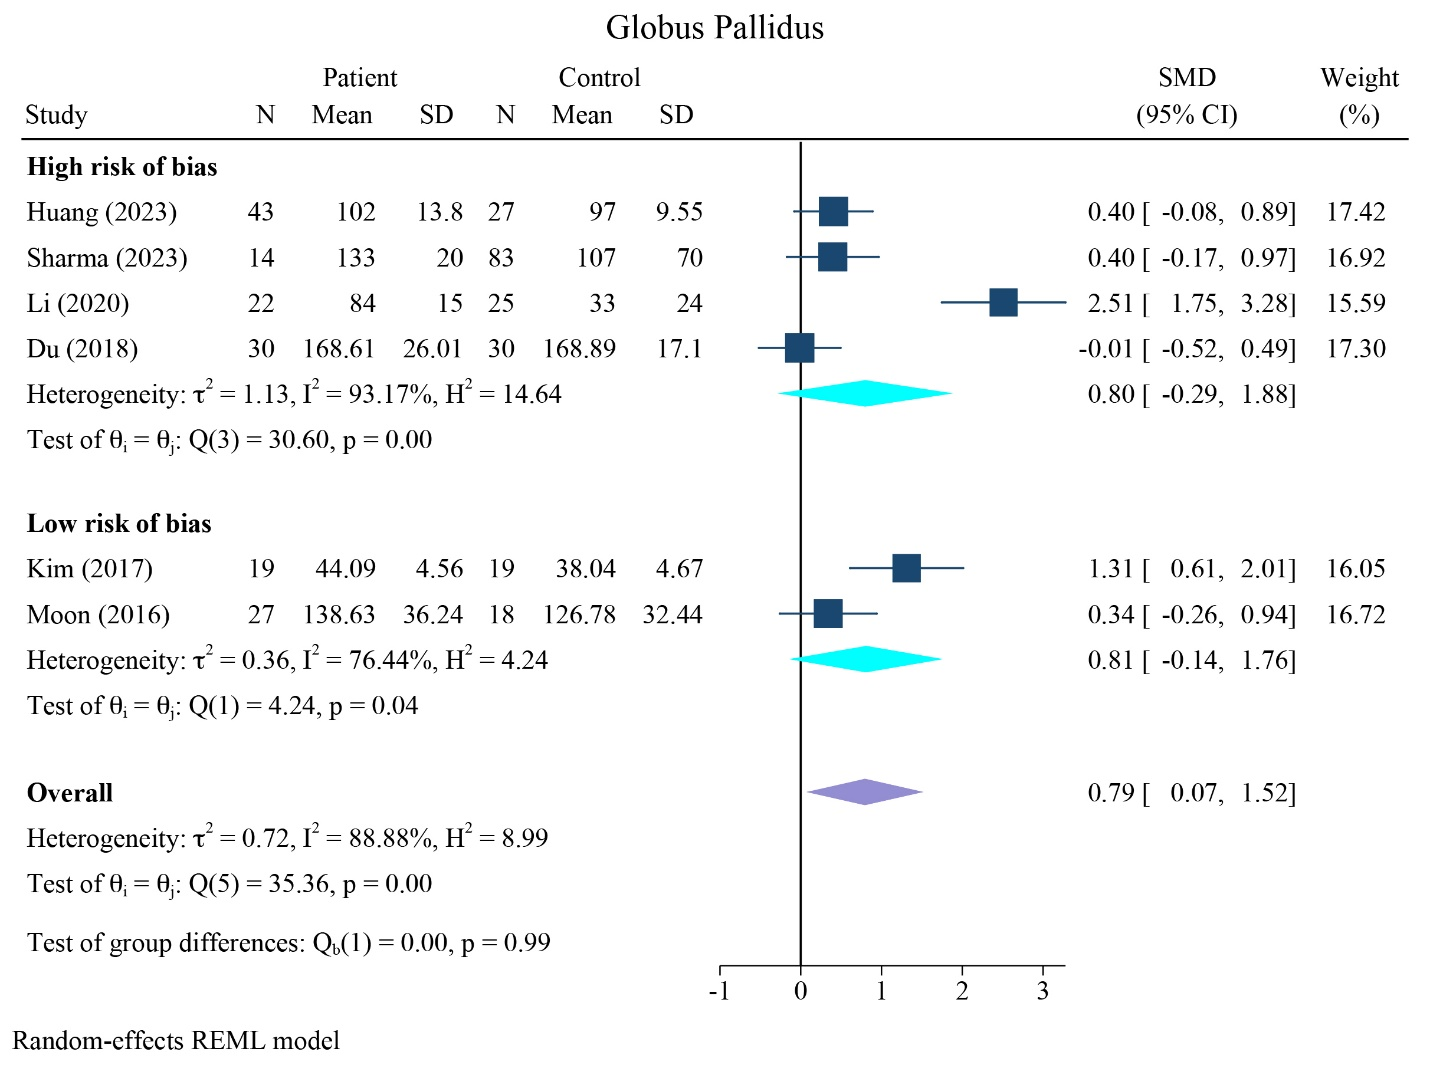 Globus Pallidus
Patient Control SMD Weight
Study N Mean SD N Mean SD (95% CI) (%)
High risk of bias
Huang (2023) 43 102 13.8 27 97 9.55 0.40 [ -0.08, 0.89] 17.42
Sharma (2023) 14 133 20 83 107 70 0.40 [ -0.17, 0.97] 16.92
Li (2020) 22 84 15 25 33 24 2.51 [ 1.75, 3.28] 15.59
Du (2018) 30 168.61 26.01 30 168.89 17.1 -0.01 [ -0.52, 0.49] 17.30
Heterogeneity: τ² = 1.13, I² = 93.17%, H² = 14.64 0.80 [ -0.29, 1.88]
Test of θᵢ = θⱼ: Q(3) = 30.60, p = 0.00
Low risk of bias
Kim (2017) 19 44.09 4.56 19 38.04 4.67 1.31 [ 0.61, 2.01] 16.05
Moon (2016) 27 138.63 36.24 18 126.78 32.44 0.34 [ -0.26, 0.94] 16.72
Heterogeneity: τ² = 0.36, I² = 76.44%, H² = 4.24 0.81 [ -0.14, 1.76]
Test of θᵢ = θⱼ: Q(1) = 4.24, p = 0.04
Overall 0.79 [ 0.07, 1.52]
Heterogeneity: τ² = 0.72, I² = 88.88%, H² = 8.99
Test of θᵢ = θⱼ: Q(5) = 35.36, p = 0.00
Test of group differences: Q_b(1) = 0.00, p = 0.99
-1 0 1 2 3
Random-effects REML model